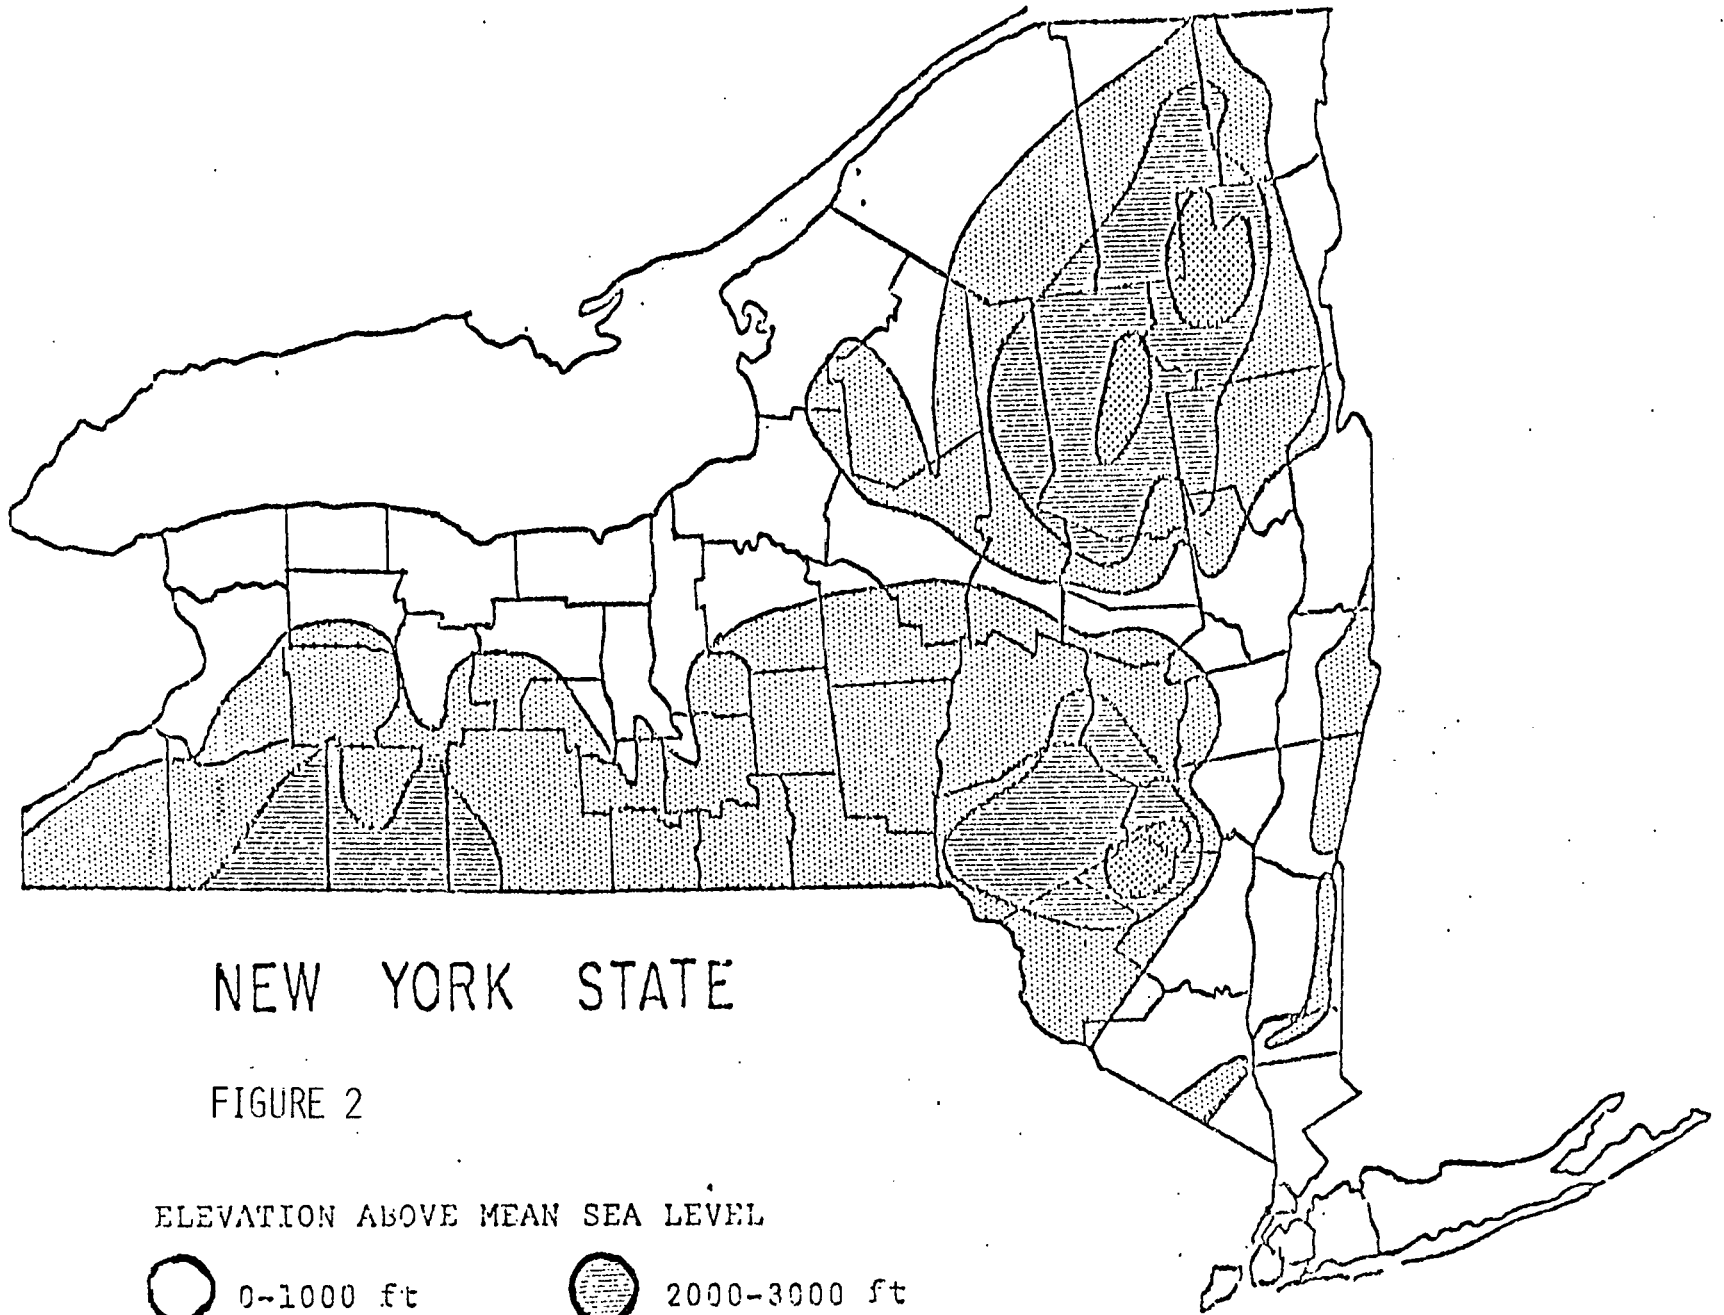 NEW YORK STATE
FIGURE 2
ELEVATION ABOVE MEAN SEA LEVEL
0-1000 ft
2000-3000 ft